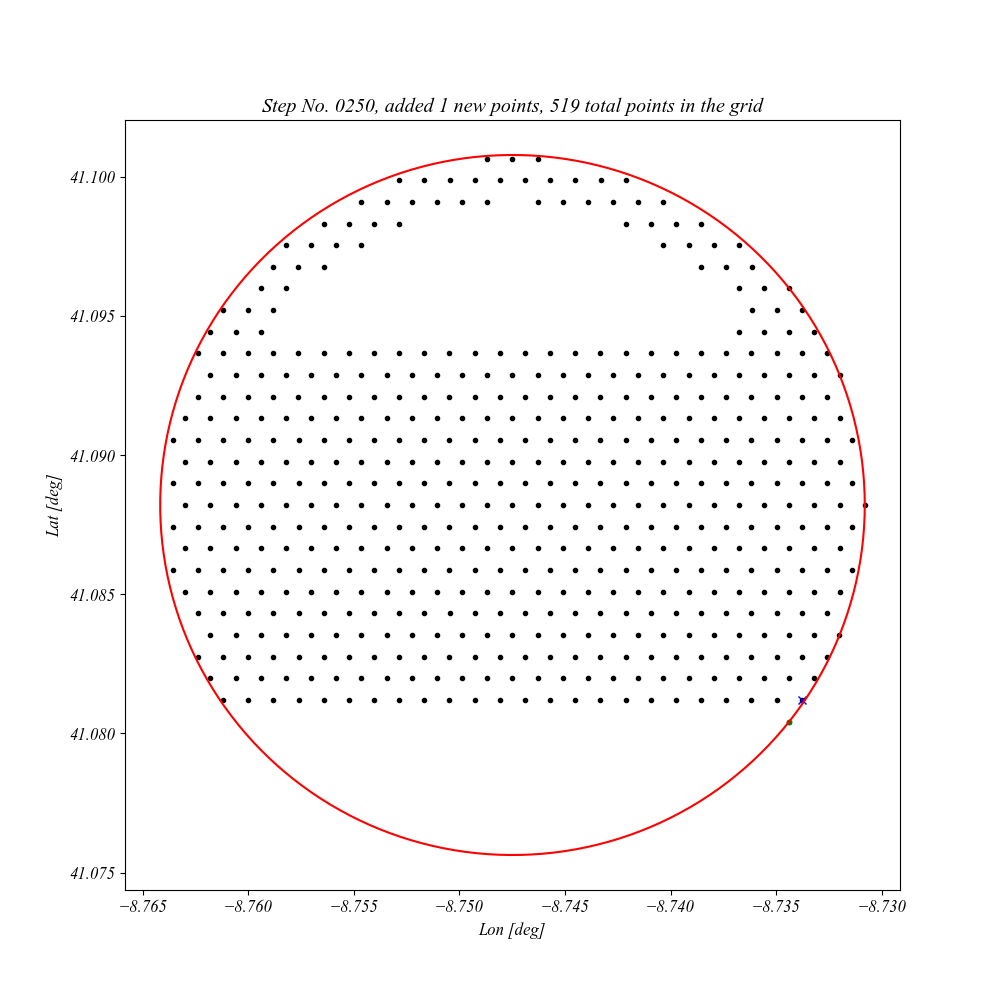 Step No. 0250, added 1 new points, 519 total points in the grid
41.100
41.095
41.090
41.085
41.080
41.075
Lat [deg]
−8.765 −8.760 −8.755 −8.750 −8.745 −8.740 −8.735 −8.730
Lon [deg]